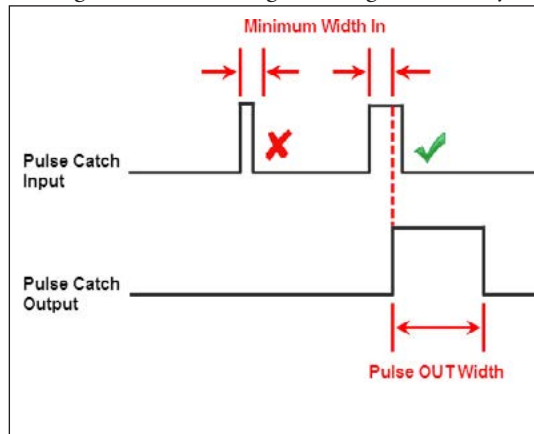 Minimum Width In
Pulse Catch
Input
Pulse Catch
Output
Pulse OUT Width